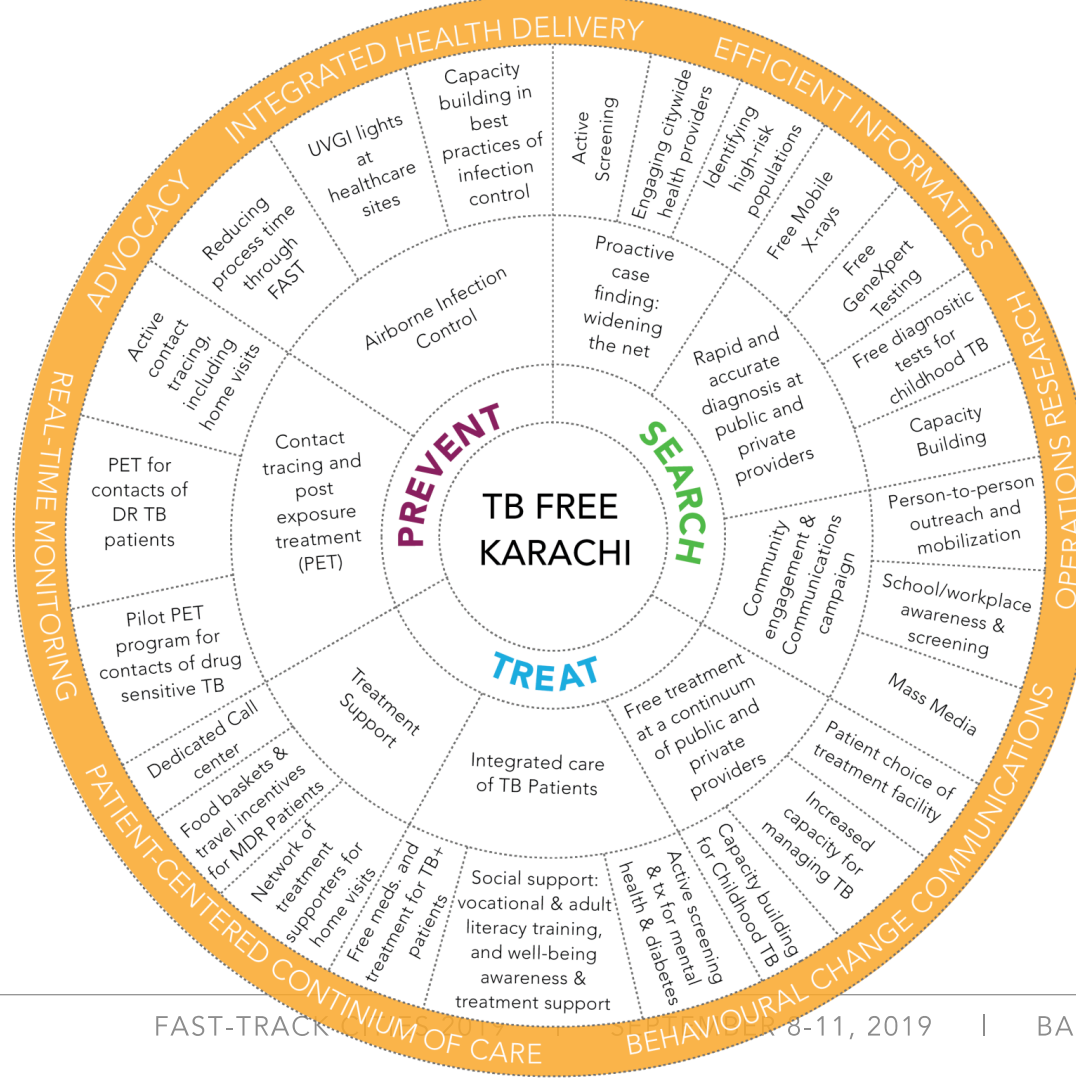 INTEGRATED HEALTH DELIVERY
EFFICIENT INFORMATICS
OPERATIONS RESEARCH
BEHAVIOURAL CHANGE COMMUNICATIONS
PATIENT-CENTERED CONTINIUM OF CARE
REAL-TIME MONITORING
ADVOCACY
TB FREE
KARACHI
PREVENT
Airborne Infection
Control
Capacity
building in
best
practices of
infection
control
UVGI lights
at
healthcare
sites
Reducing
process time
through
FAST
Contact
tracing and
post
exposure
treatment
(PET)
Active
contact
tracing,
including
home visits
PET for
contacts of
DR TB
patients
Pilot PET
program for
contacts of drug
sensitive TB
SEARCH
Proactive
case
finding:
widening
the net
Active
Screening
Engaging citywide
health providers
Identifying
high-risk
populations
Rapid and
accurate
diagnosis at
public and
private
providers
Free Mobile
X-rays
Free
GeneXpert
Testing
Free diagnositic
tests for
childhood TB
Capacity
Building
Community
engagement &
Communications
campaign
Person-to-person
outreach and
mobilization
School/workplace
awareness &
screening
Mass Media
TREAT
Free treatment
at a continuum
of public and
private
providers
Patient choice of
treatment facility
Increased
capacity for
managing TB
Capacity building
for Childhood TB
Integrated care
of TB Patients
Active screening
& tx for mental
health & diabetes
Social support:
vocational & adult
literacy training,
and well-being
awareness &
treatment support
Free meds. and
treatment for TB+
patients
Treatment
Support
Network of
treatment
supporters for
home visits
Food baskets &
travel incentives
for MDR Patients
Dedicated Call
center
FAST-TRACK CITIES 2019 | SEPTEMBER 8-11, 2019 | BA